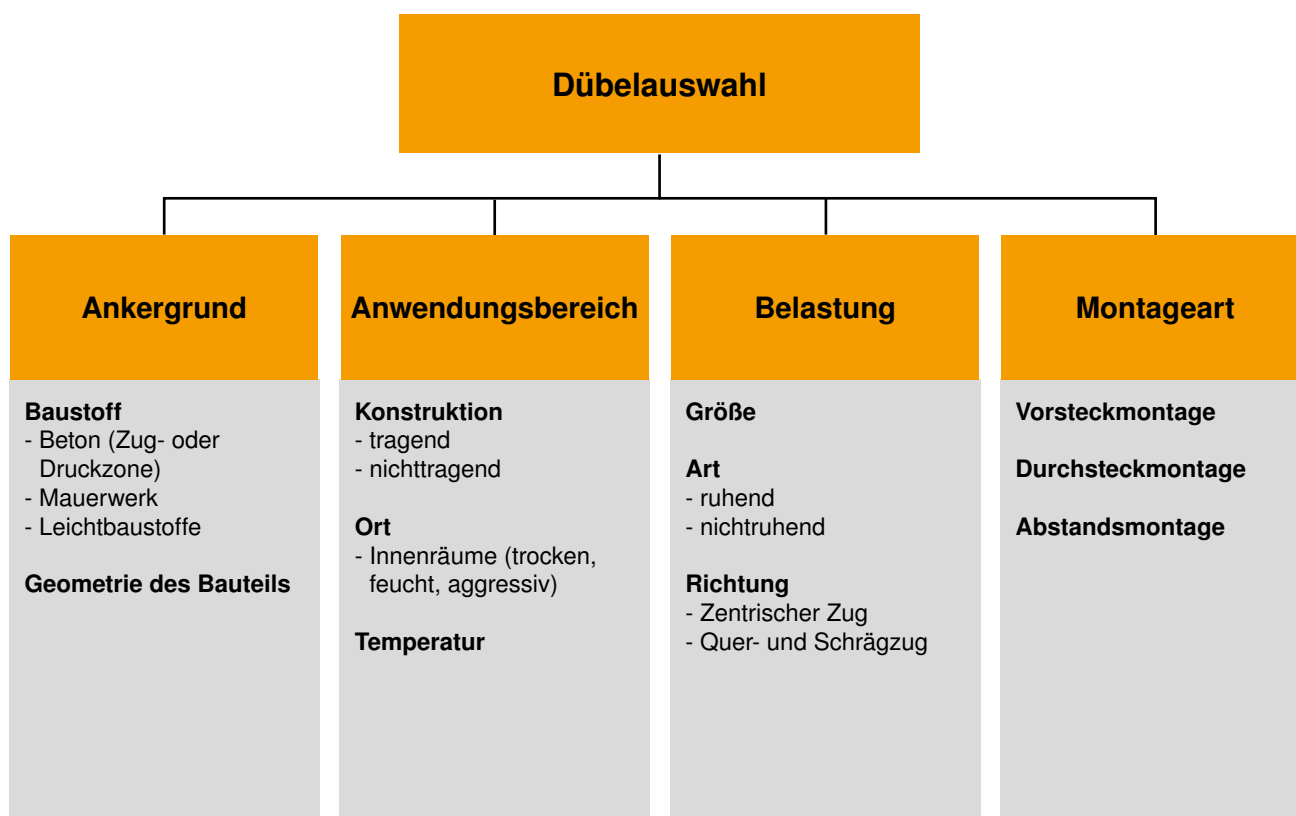 Dübelauswahl
Ankergrund
Baustoff
- Beton (Zug- oder
Druckzone)
- Mauerwerk
- Leichtbaustoffe
Geometrie des Bauteils
Anwendungsbereich
Konstruktion
- tragend
- nichttragend
Ort
- Innenräume (trocken,
feucht, aggressiv)
Temperatur
Belastung
Größe
Art
- ruhend
- nichtruhend
Richtung
- Zentrischer Zug
- Quer- und Schrägzug
Montageart
Vorsteckmontage
Durchsteckmontage
Abstandsmontage